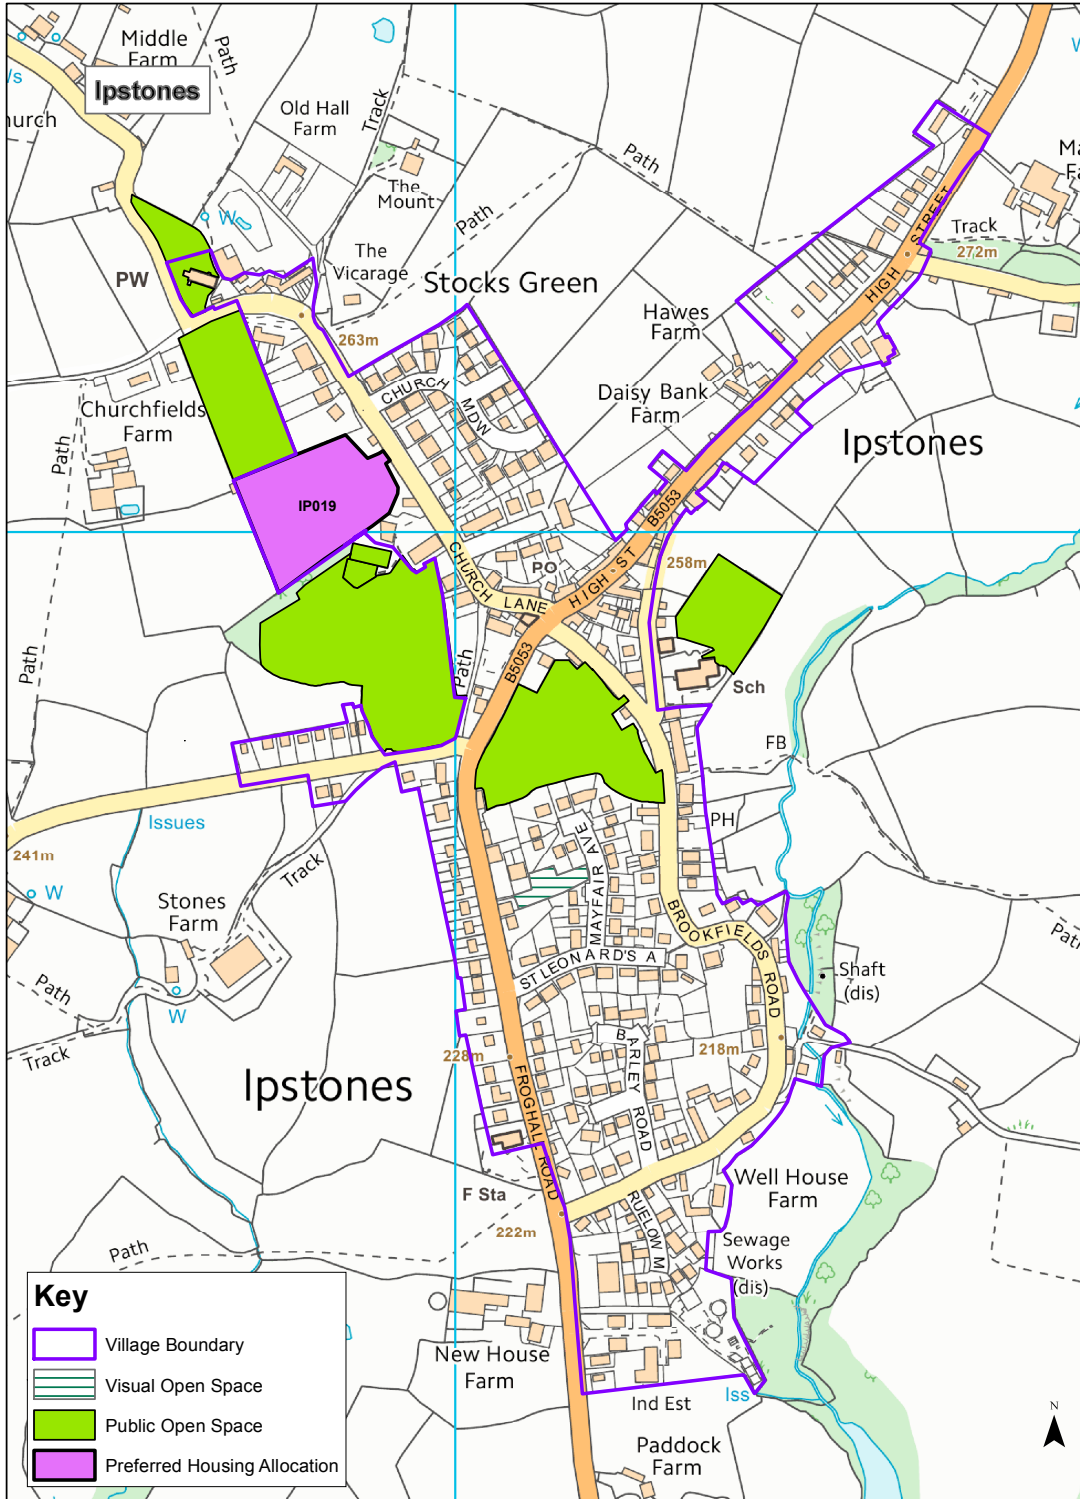 Middle
Farm
Path
Ipstones
Old Hall
Farm
Track
Path
The
Mount
Path
W
PW
The
Vicarage
Stocks Green
Track
272m
HIGH STREET
263m
Hawes
Farm
CHURCH
MDW
Daisy Bank
Farm
Churchfields
Farm
Path
Ipstones
IP019
B5053
CHURCH LANE
PO
HIGH ST
258m
Path
Path
B5053
Sch
FB
Issues
PH
241m
W
Track
Stones
Farm
MAYFAIR AVE
BROOKFIELDS ROAD
ST LEONARD'S A
Path
Path
Shaft
(dis)
W
Track
228m
218m
BARLEY ROAD
Ipstones
FROGHALL ROAD
Well House
Farm
F Sta
RUELOW M
222m
Path
Sewage
Works
(dis)
New House
Farm
Iss
Ind Est
Paddock
Farm
N
Key
Village Boundary
Visual Open Space
Public Open Space
Preferred Housing Allocation